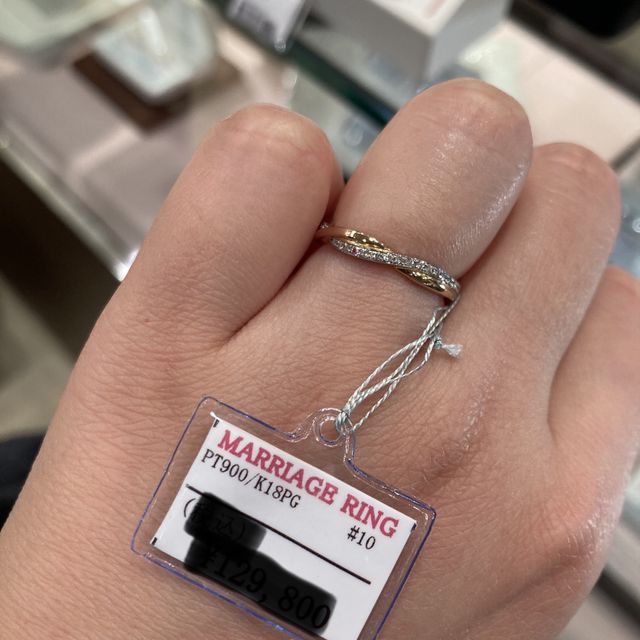 MARRIAGE RING
PT900/K18PG
#10
¥129,800